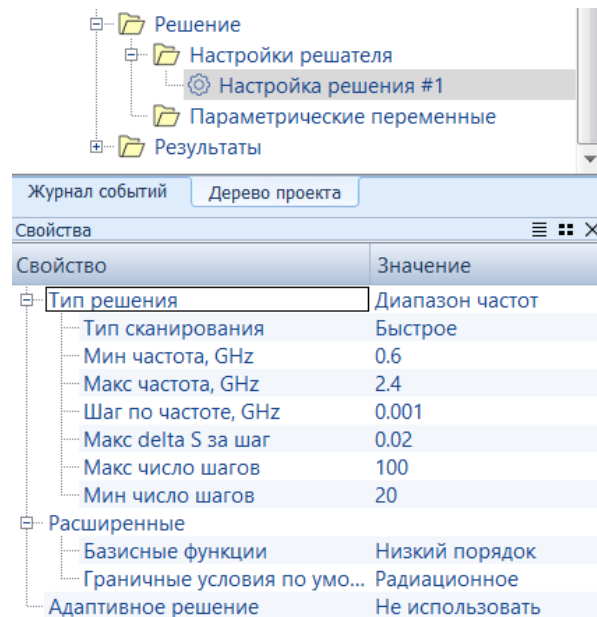 Решение
Настройки решателя
Настройка решения #1
Параметрические переменные
Результаты
Журнал событий Дерево проекта
Свойства
Свойство Значение
Тип решения Диапазон частот
Тип сканирования Быстрое
Мин частота, GHz 0.6
Макс частота, GHz 2.4
Шаг по частоте, GHz 0.001
Макс delta S за шаг 0.02
Макс число шагов 100
Мин число шагов 20
Расширенные
Базисные функции Низкий порядок
Граничные условия по умо... Радиационное
Адаптивное решение Не использовать